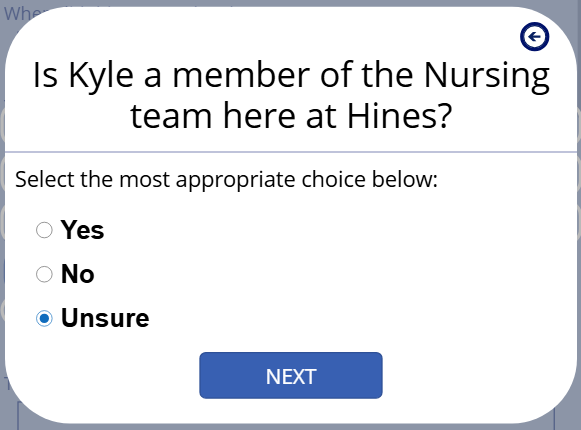 Is Kyle a member of the Nursing
team here at Hines?
Select the most appropriate choice below:
Yes
No
Unsure
NEXT